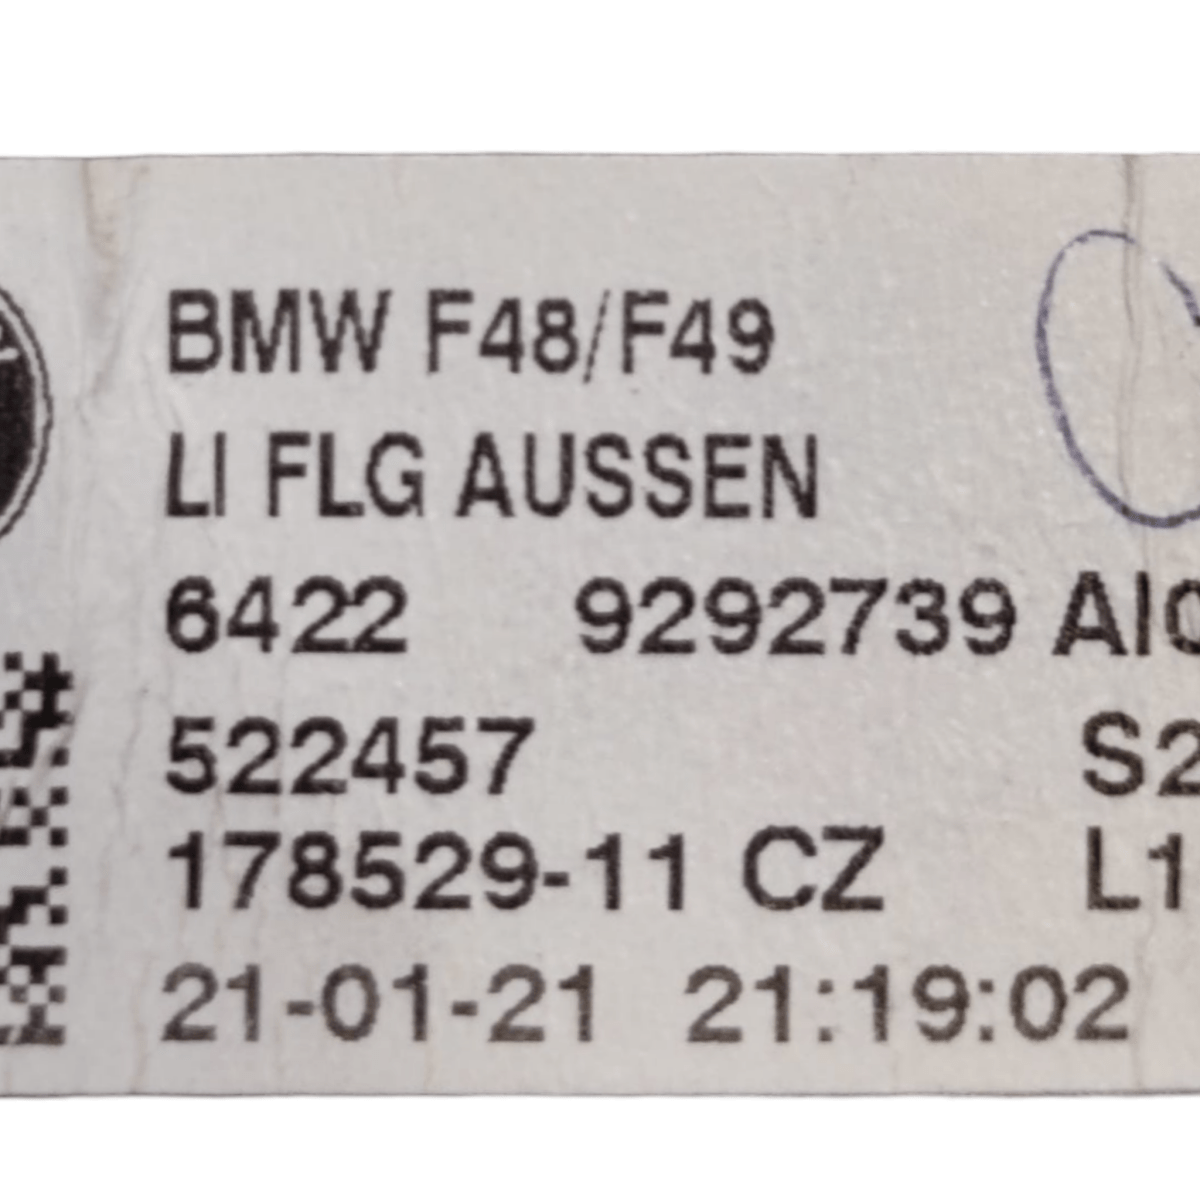 BMW F48/F49
LI FLG AUSSEN
6422 9292739
522457
178529-11 CZ
21-01-21 21:19:02